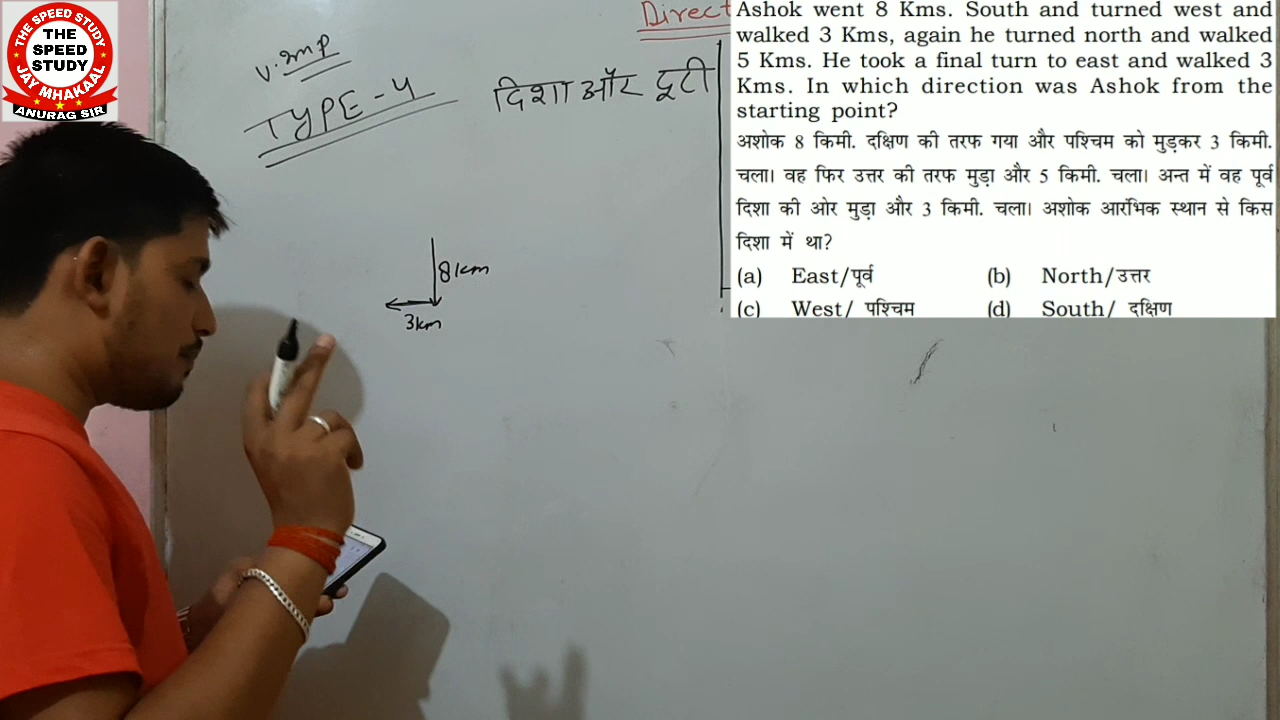 THE SPEED STUDY
THE
SPEED
STUDY
JAY MHAKAAL
ANURAG SIR
V. Imp
TYPE-4
दिशा और दूरी
Direct
8km
3km
Ashok went 8 Kms. South and turned west and
walked 3 Kms, again he turned north and walked
5 Kms. He took a final turn to east and walked 3
Kms. In which direction was Ashok from the
starting point?
अशोक 8 किमी. दक्षिण की तरफ गया और पश्चिम को मुड़कर 3 किमी.
चला। वह फिर उत्तर की तरफ मुड़ा और 5 किमी. चला। अन्त में वह पूर्व
दिशा की ओर मुड़ा और 3 किमी. चला। अशोक आरंभिक स्थान से किस
दिशा में था?
(a) East/पूर्व (b) North/उत्तर
(c) West/ पश्चिम (d) South/ दक्षिण